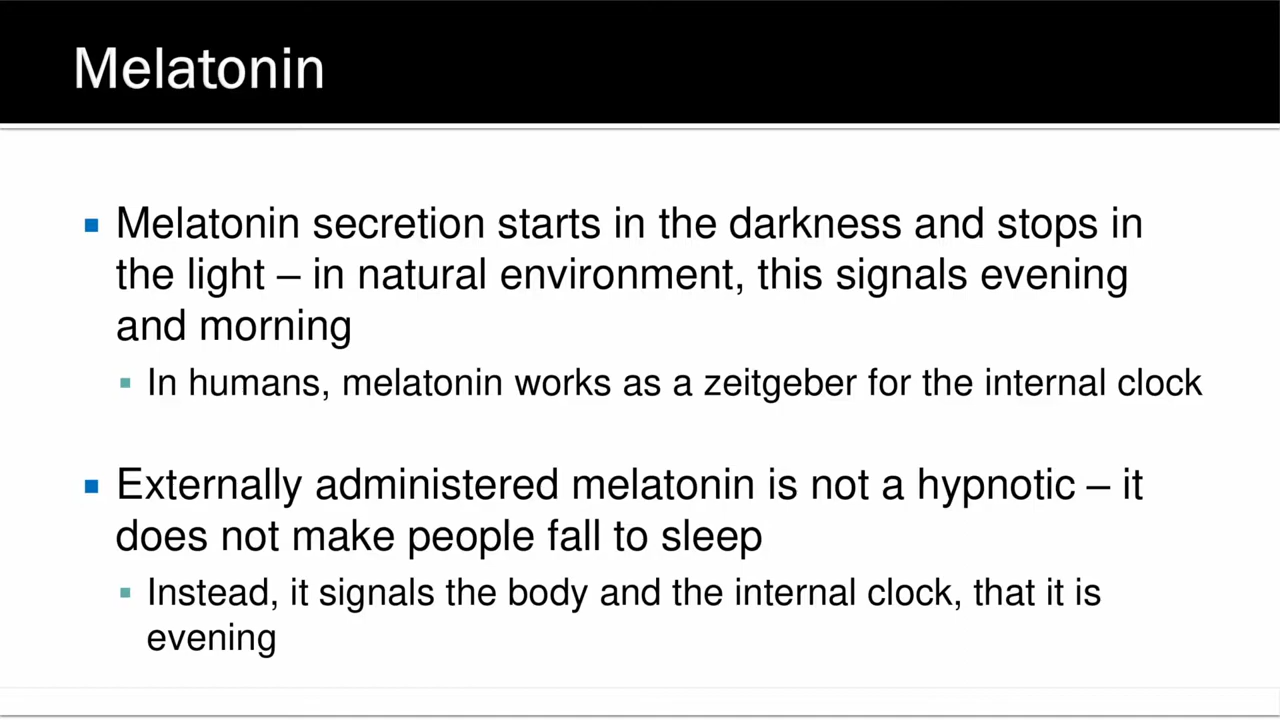 Melatonin
Melatonin secretion starts in the darkness and stops in
the light – in natural environment, this signals evening
and morning
In humans, melatonin works as a zeitgeber for the internal clock
Externally administered melatonin is not a hypnotic – it
does not make people fall to sleep
Instead, it signals the body and the internal clock, that it is
evening